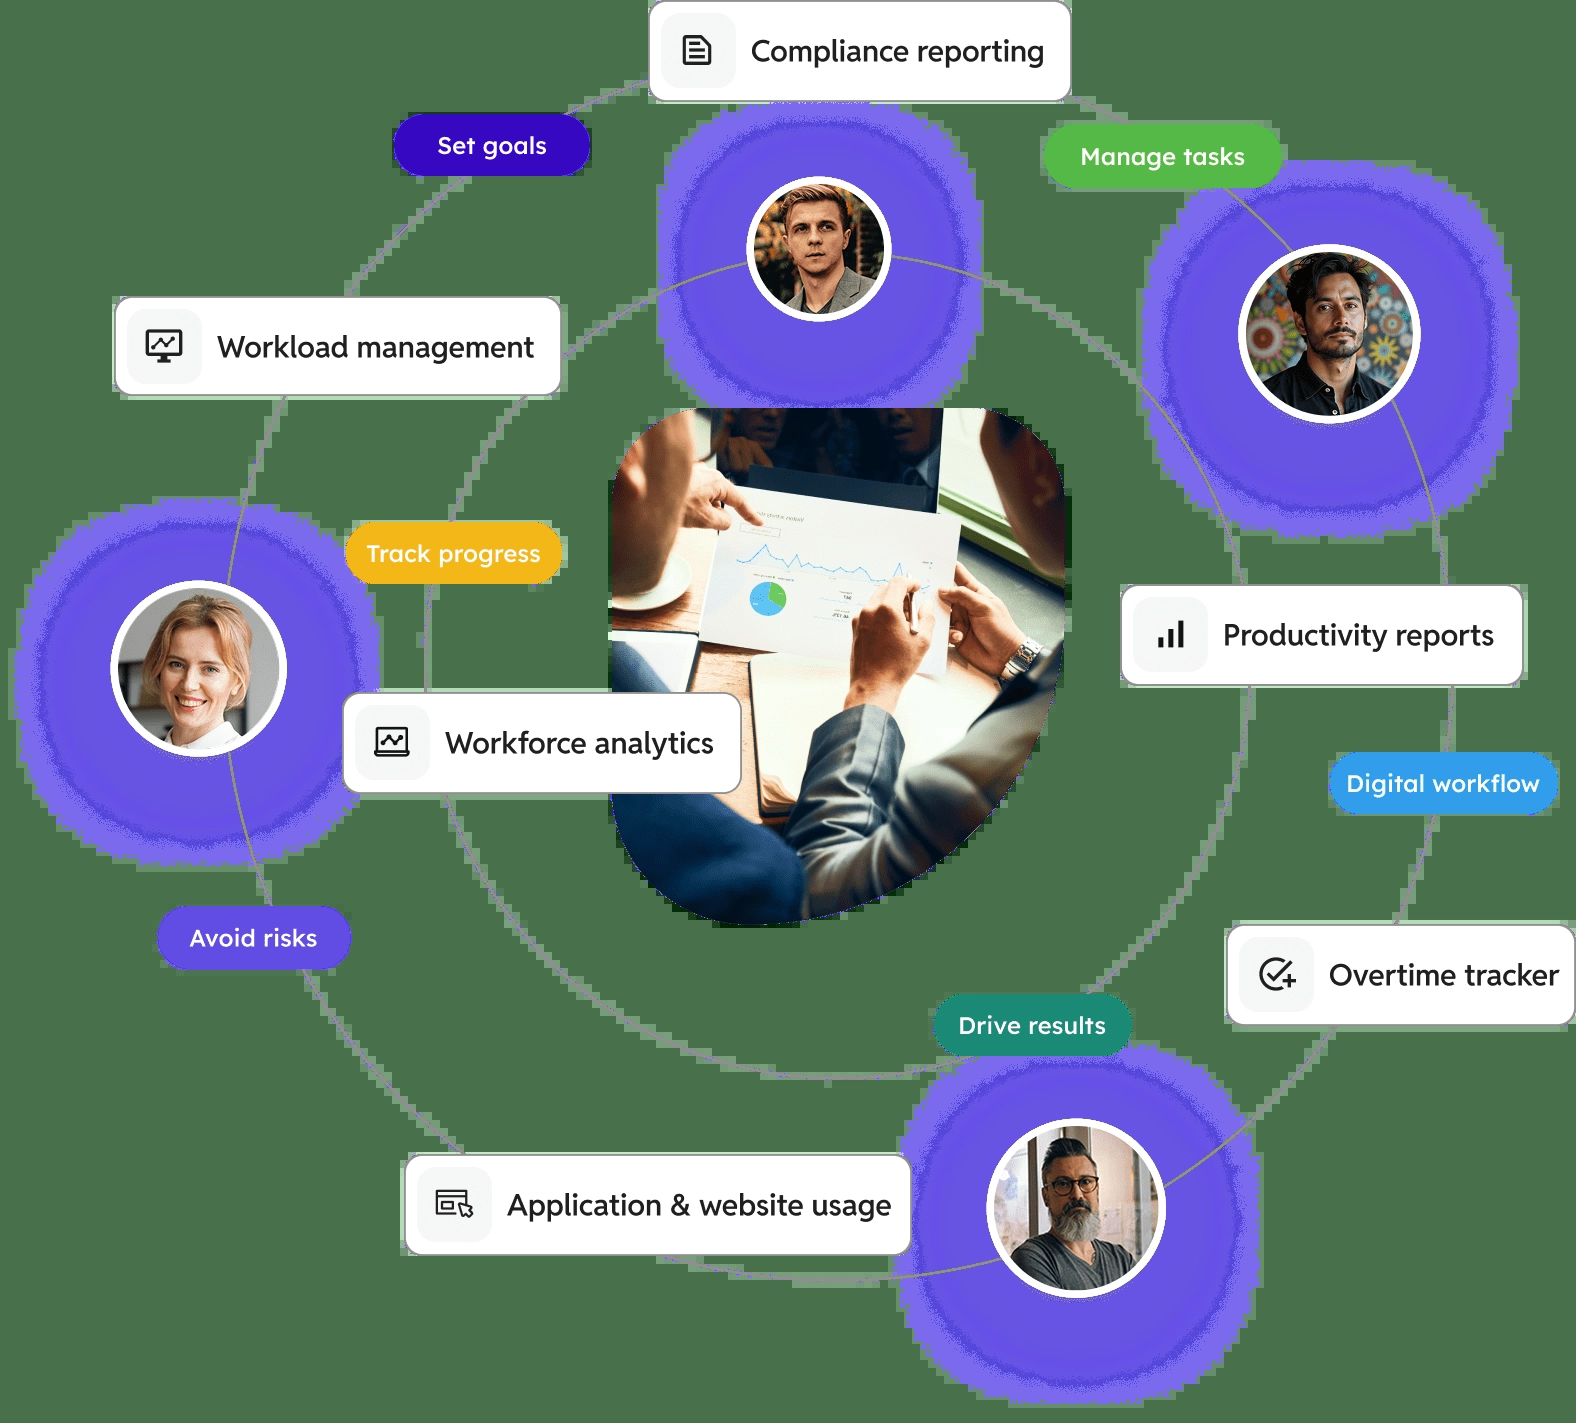 Compliance reporting
Set goals
Manage tasks
Workload management
Track progress
Productivity reports
Workforce analytics
Digital workflow
Avoid risks
Overtime tracker
Drive results
Application & website usage